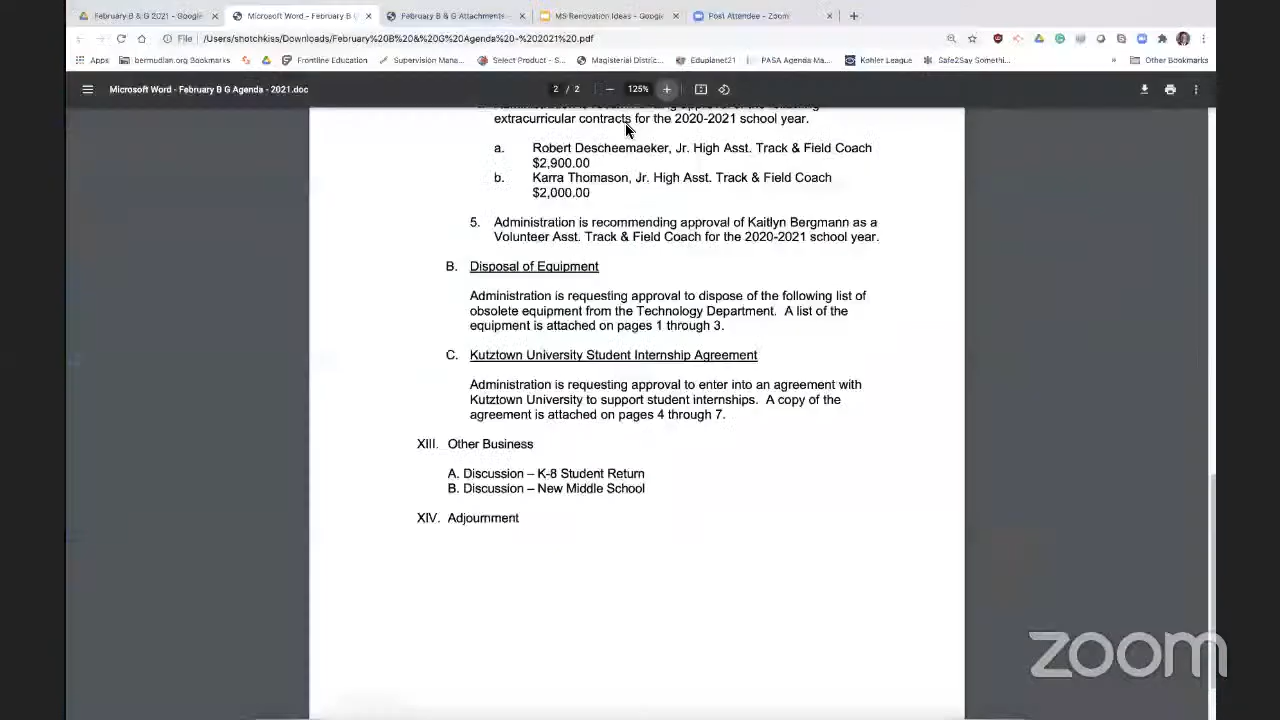 February B & G 2021 - Google
Microsoft Word - February B
February B & G Attachments -
MS Renovation Ideas - Google
Post Attendee - Zoom
File /Users/shotchkiss/Downloads/February%20B%20&%20G%20Agenda%20-%202021%20.pdf
Apps bermudian.org Bookmarks Frontline Education Supervision Mana... Select Product - S... Magisterial Distric... Eduplanet21 PASA Agenda Ma... Kohler League Safe2Say Somethi... Other Bookmarks
Microsoft Word - February B G Agenda - 2021.doc 2 / 2 125%
extracurricular contracts for the 2020-2021 school year.
a. Robert Descheemaeker, Jr. High Asst. Track & Field Coach
$2,900.00
b. Karra Thomason, Jr. High Asst. Track & Field Coach
$2,000.00
5. Administration is recommending approval of Kaitlyn Bergmann as a
Volunteer Asst. Track & Field Coach for the 2020-2021 school year.
B. Disposal of Equipment
Administration is requesting approval to dispose of the following list of
obsolete equipment from the Technology Department. A list of the
equipment is attached on pages 1 through 3.
C. Kutztown University Student Internship Agreement
Administration is requesting approval to enter into an agreement with
Kutztown University to support student internships. A copy of the
agreement is attached on pages 4 through 7.
XIII. Other Business
A. Discussion – K-8 Student Return
B. Discussion – New Middle School
XIV. Adjournment
zoom